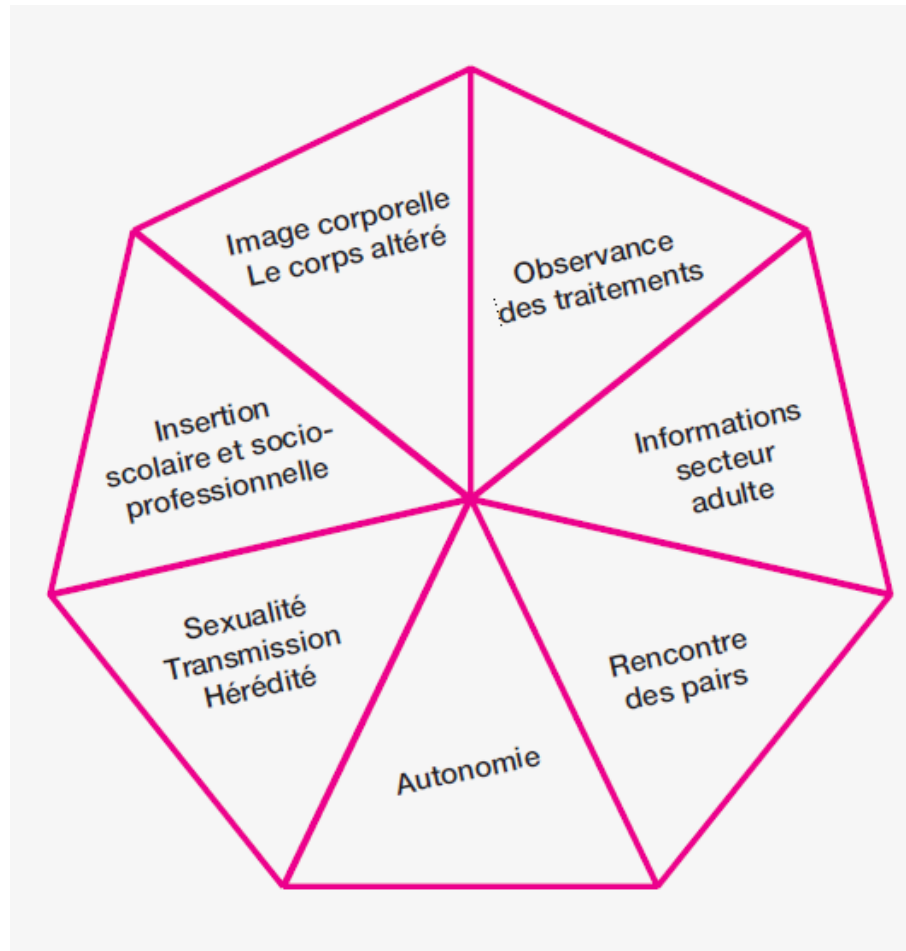 Image corporelle
Le corps altéré
Observance
des traitements
Insertion
scolaire et socio-
professionnelle
Informations
secteur
adulte
Sexualité
Transmission
Hérédité
Rencontre
des pairs
Autonomie